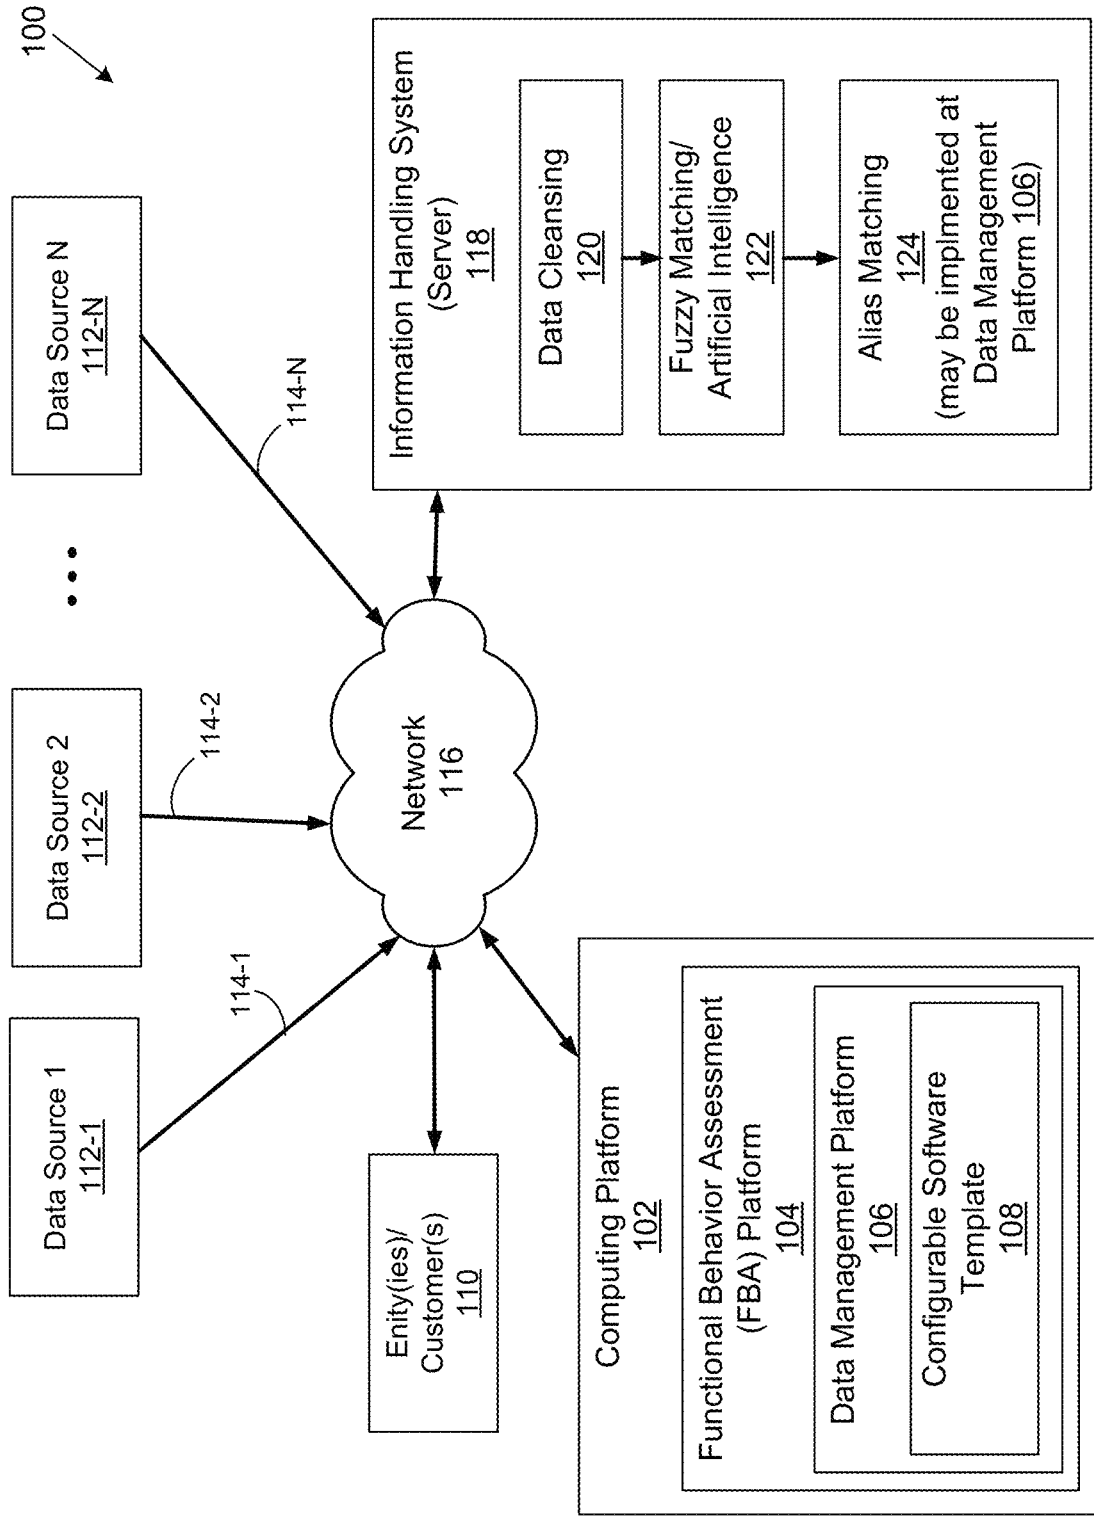 100
Data Source 1
112-1
Data Source 2
112-2
Data Source N
112-N
114-1
114-2
114-N
Enity(ies)/
Customer(s)
110
Network
116
Computing Platform
102
Functional Behavior Assessment
(FBA) Platform
104
Data Management Platform
106
Configurable Software
Template
108
Information Handling System
(Server)
118
Data Cleansing
120
Fuzzy Matching/
Artificial Intelligence
122
Alias Matching
124
(may be implmented at
Data Management
Platform 106)